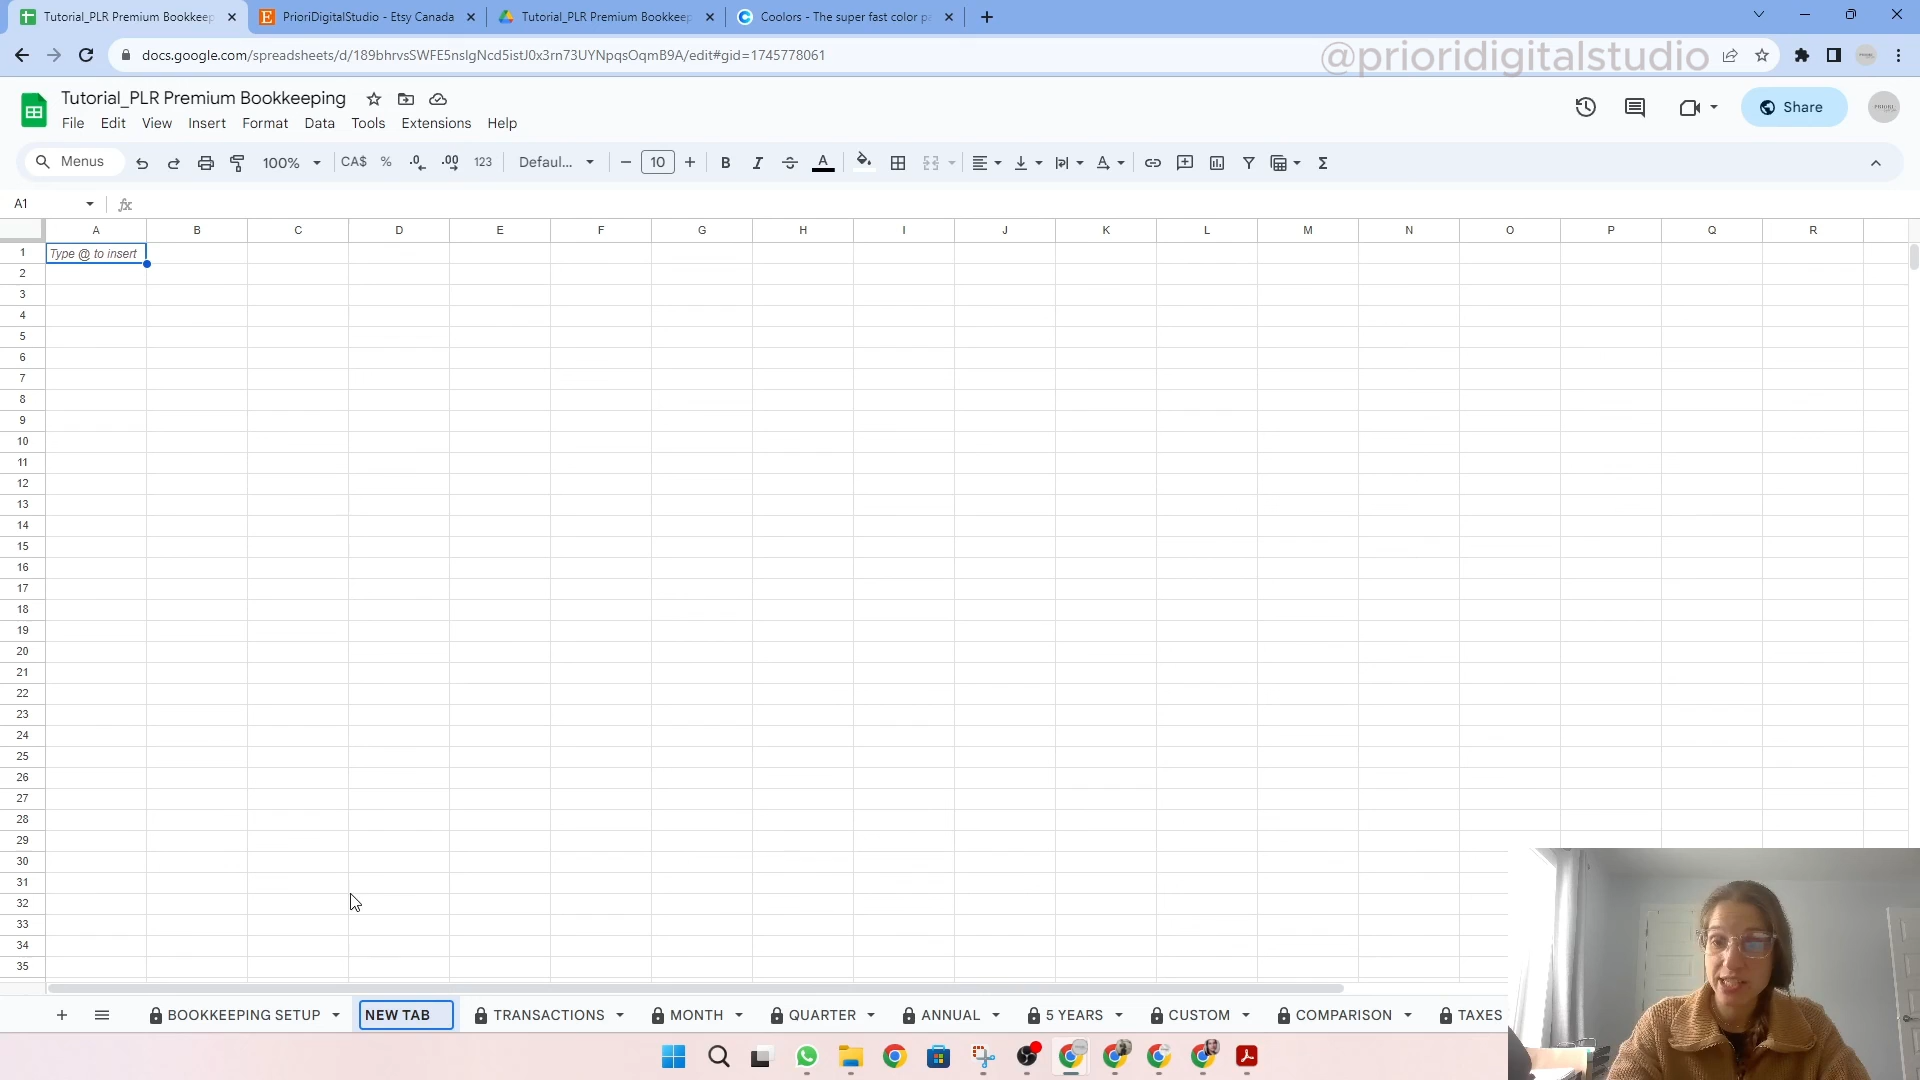 Tutorial_PLR Premium Bookkeep
PrioriDigitalStudio - Etsy Canada
Tutorial_PLR Premium Bookkeep
Coolors - The super fast color pa
docs.google.com/spreadsheets/d/189bhrvsSWFE5nsIgNcd5istJ0x3rn73UYNpqsOqmB9A/edit#gid=1745778061
@prioridigitalstudio
Tutorial_PLR Premium Bookkeeping
File Edit View Insert Format Data Tools Extensions Help
Share
Menus 100% CA$ % .0 .00 123 Defaul... − 10 + B I S A Σ
A1 fx
A B C D E F G H I J K L M N O P Q R
1 Type @ to insert
2
3
4
5
6
7
8
9
10
11
12
13
14
15
16
17
18
19
20
21
22
23
24
25
26
27
28
29
30
31
32
33
34
35
+ BOOKKEEPING SETUP NEW TAB TRANSACTIONS MONTH QUARTER ANNUAL 5 YEARS CUSTOM COMPARISON TAXES